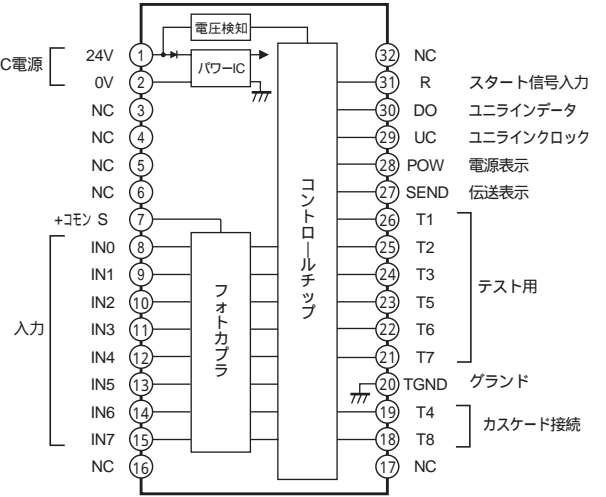 電圧検知
24V 1
32 NC
C電源
パワーIC
0V 2
31 R スタート信号入力
NC 3
30 DO ユニラインデータ
NC 4
29 UC ユニラインクロック
NC 5
28 POW 電源表示
NC 6
27 SEND 伝送表示
+コモン S 7
26 T1
IN0 8
25 T2
IN1 9
24 T3
IN2 10
23 T5
IN3 11
22 T6
IN4 12
21 T7
IN5 13
20 TGND グランド
IN6 14
19 T4
IN7 15
18 T8
NC 16
17 NC
入力
フォトカプラ
コントロールチップ
テスト用
カスケード接続